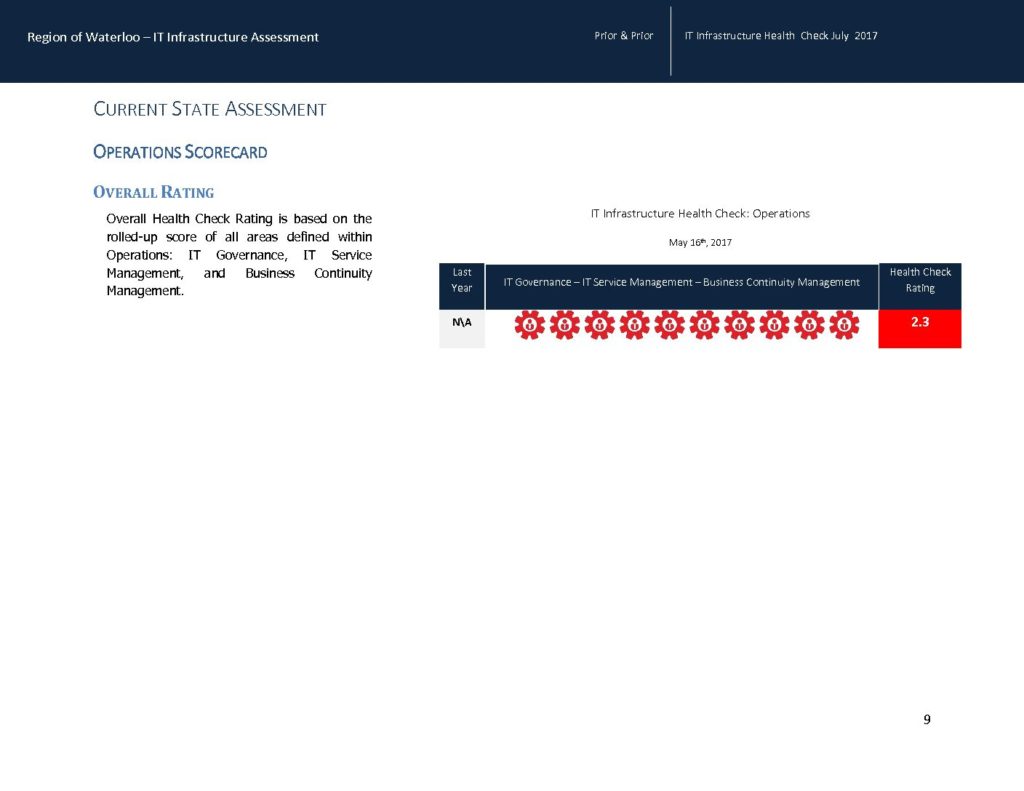 Region of Waterloo – IT Infrastructure Assessment
Prior & Prior
IT Infrastructure Health Check July 2017
CURRENT STATE ASSESSMENT
OPERATIONS SCORECARD
OVERALL RATING
Overall Health Check Rating is based on the
rolled-up score of all areas defined within
Operations: IT Governance, IT Service
Management, and Business Continuity
Management.
IT Infrastructure Health Check: Operations
May 16th, 2017
Last
Year
IT Governance – IT Service Management – Business Continuity Management
Health Check
Rating
N\A
2.3
9